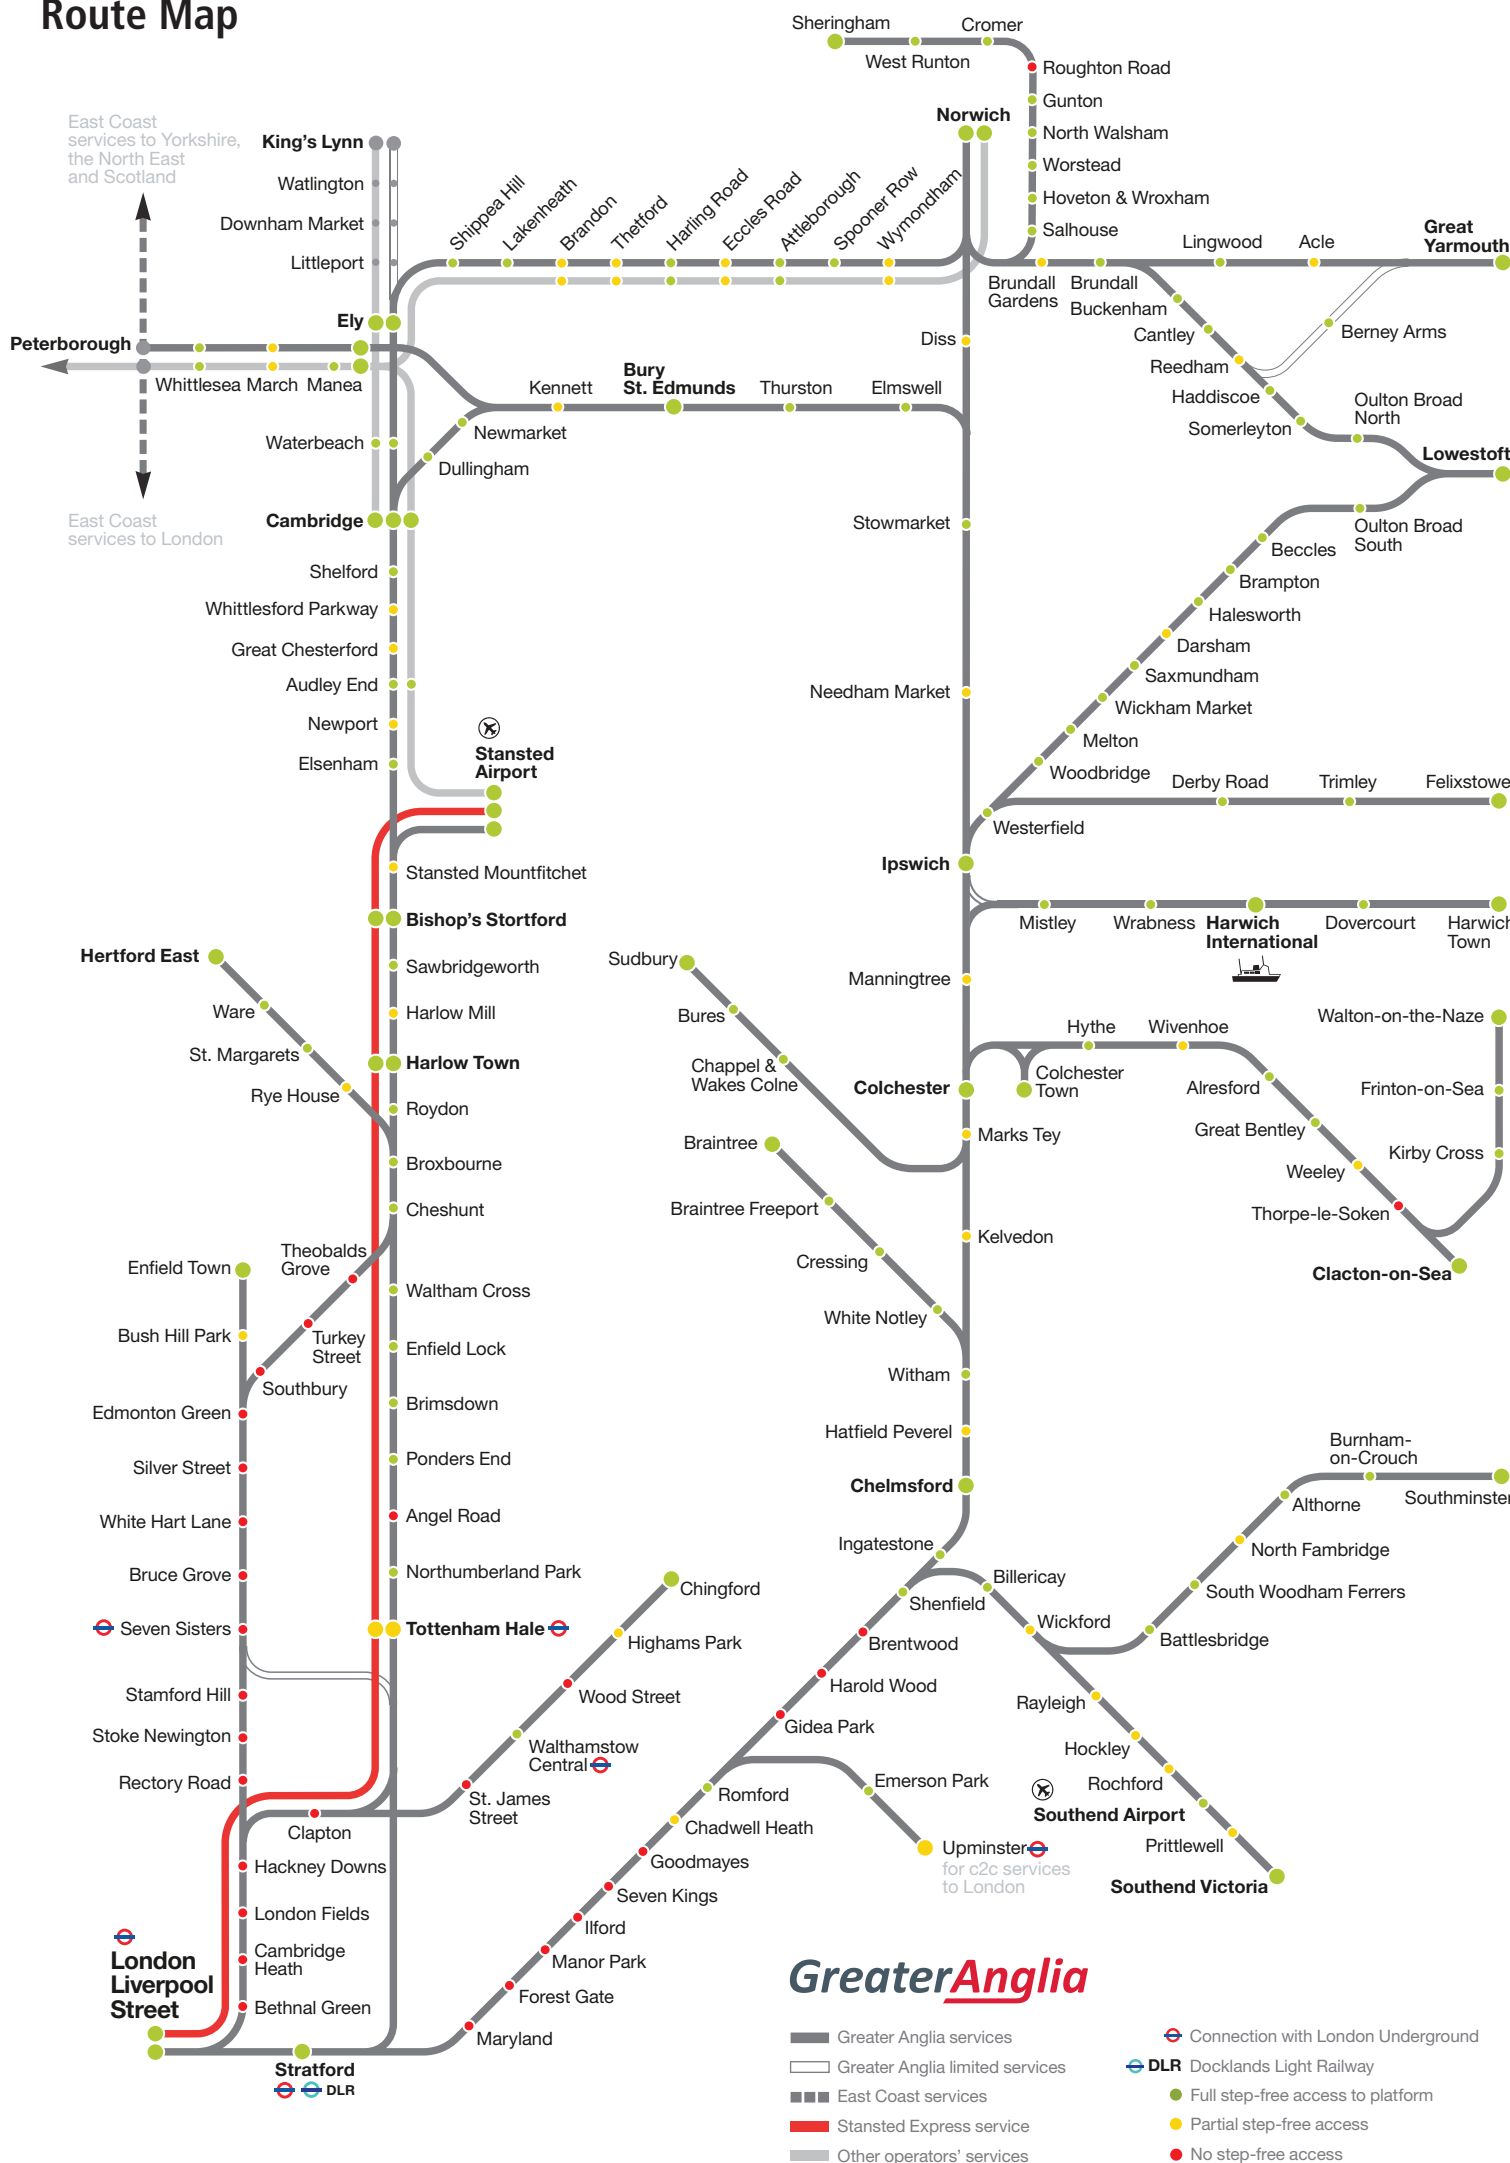 Route Map
Sheringham
Cromer
West Runton
Roughton Road
Gunton
North Walsham
Worstead
Hoveton & Wroxham
Salhouse
Norwich
East Coast
services to Yorkshire,
the North East
and Scotland
King's Lynn
Watlington
Downham Market
Littleport
Ely
Shippea Hill
Lakenheath
Brandon
Thetford
Harling Road
Eccles Road
Attleborough
Spooner Row
Wymondham
Lingwood
Acle
Great
Yarmouth
Brundall
Gardens
Brundall
Buckenham
Cantley
Reedham
Haddiscoe
Somerleyton
Berney Arms
Oulton Broad
North
Lowestoft
Oulton Broad
South
Beccles
Brampton
Halesworth
Darsham
Saxmundham
Wickham Market
Melton
Woodbridge
Westerfield
Derby Road
Trimley
Felixstowe
Peterborough
Whittlesea
March
Manea
Kennett
Bury
St. Edmunds
Thurston
Elmswell
Diss
Newmarket
Dullingham
Waterbeach
Cambridge
East Coast
services to London
Stowmarket
Shelford
Whittlesford Parkway
Great Chesterford
Audley End
Newport
Elsenham
Needham Market
Stansted
Airport
Stansted Mountfitchet
Ipswich
Bishop's Stortford
Mistley
Wrabness
Harwich
International
Dovercourt
Harwich
Town
Hertford East
Ware
St. Margarets
Rye House
Sawbridgeworth
Harlow Mill
Harlow Town
Roydon
Broxbourne
Cheshunt
Sudbury
Bures
Chappel &
Wakes Colne
Manningtree
Colchester
Hythe
Wivenhoe
Colchester
Town
Alresford
Great Bentley
Weeley
Thorpe-le-Soken
Clacton-on-Sea
Walton-on-the-Naze
Frinton-on-Sea
Kirby Cross
Marks Tey
Braintree
Braintree Freeport
Cressing
White Notley
Kelvedon
Witham
Hatfield Peverel
Chelmsford
Theobalds
Grove
Turkey
Street
Southbury
Enfield Town
Bush Hill Park
Edmonton Green
Silver Street
White Hart Lane
Bruce Grove
Seven Sisters
Stamford Hill
Stoke Newington
Rectory Road
Waltham Cross
Enfield Lock
Brimsdown
Ponders End
Angel Road
Northumberland Park
Tottenham Hale
Chingford
Highams Park
Wood Street
Walthamstow
Central
St. James
Street
Clapton
Hackney Downs
London Fields
Cambridge
Heath
Bethnal Green
London
Liverpool
Street
Stratford
DLR
Ingatestone
Shenfield
Brentwood
Harold Wood
Gidea Park
Romford
Chadwell Heath
Goodmayes
Seven Kings
Ilford
Manor Park
Forest Gate
Maryland
Emerson Park
Upminster
for c2c services
to London
Billericay
Wickford
Rayleigh
Hockley
Rochford
Southend Airport
Prittlewell
Southend Victoria
Battlesbridge
South Woodham Ferrers
North Fambridge
Althorne
Burnham-
on-Crouch
Southminster
GreaterAnglia
Greater Anglia services
Greater Anglia limited services
East Coast services
Stansted Express service
Other operators' services
Connection with London Underground
DLR Docklands Light Railway
Full step-free access to platform
Partial step-free access
No step-free access